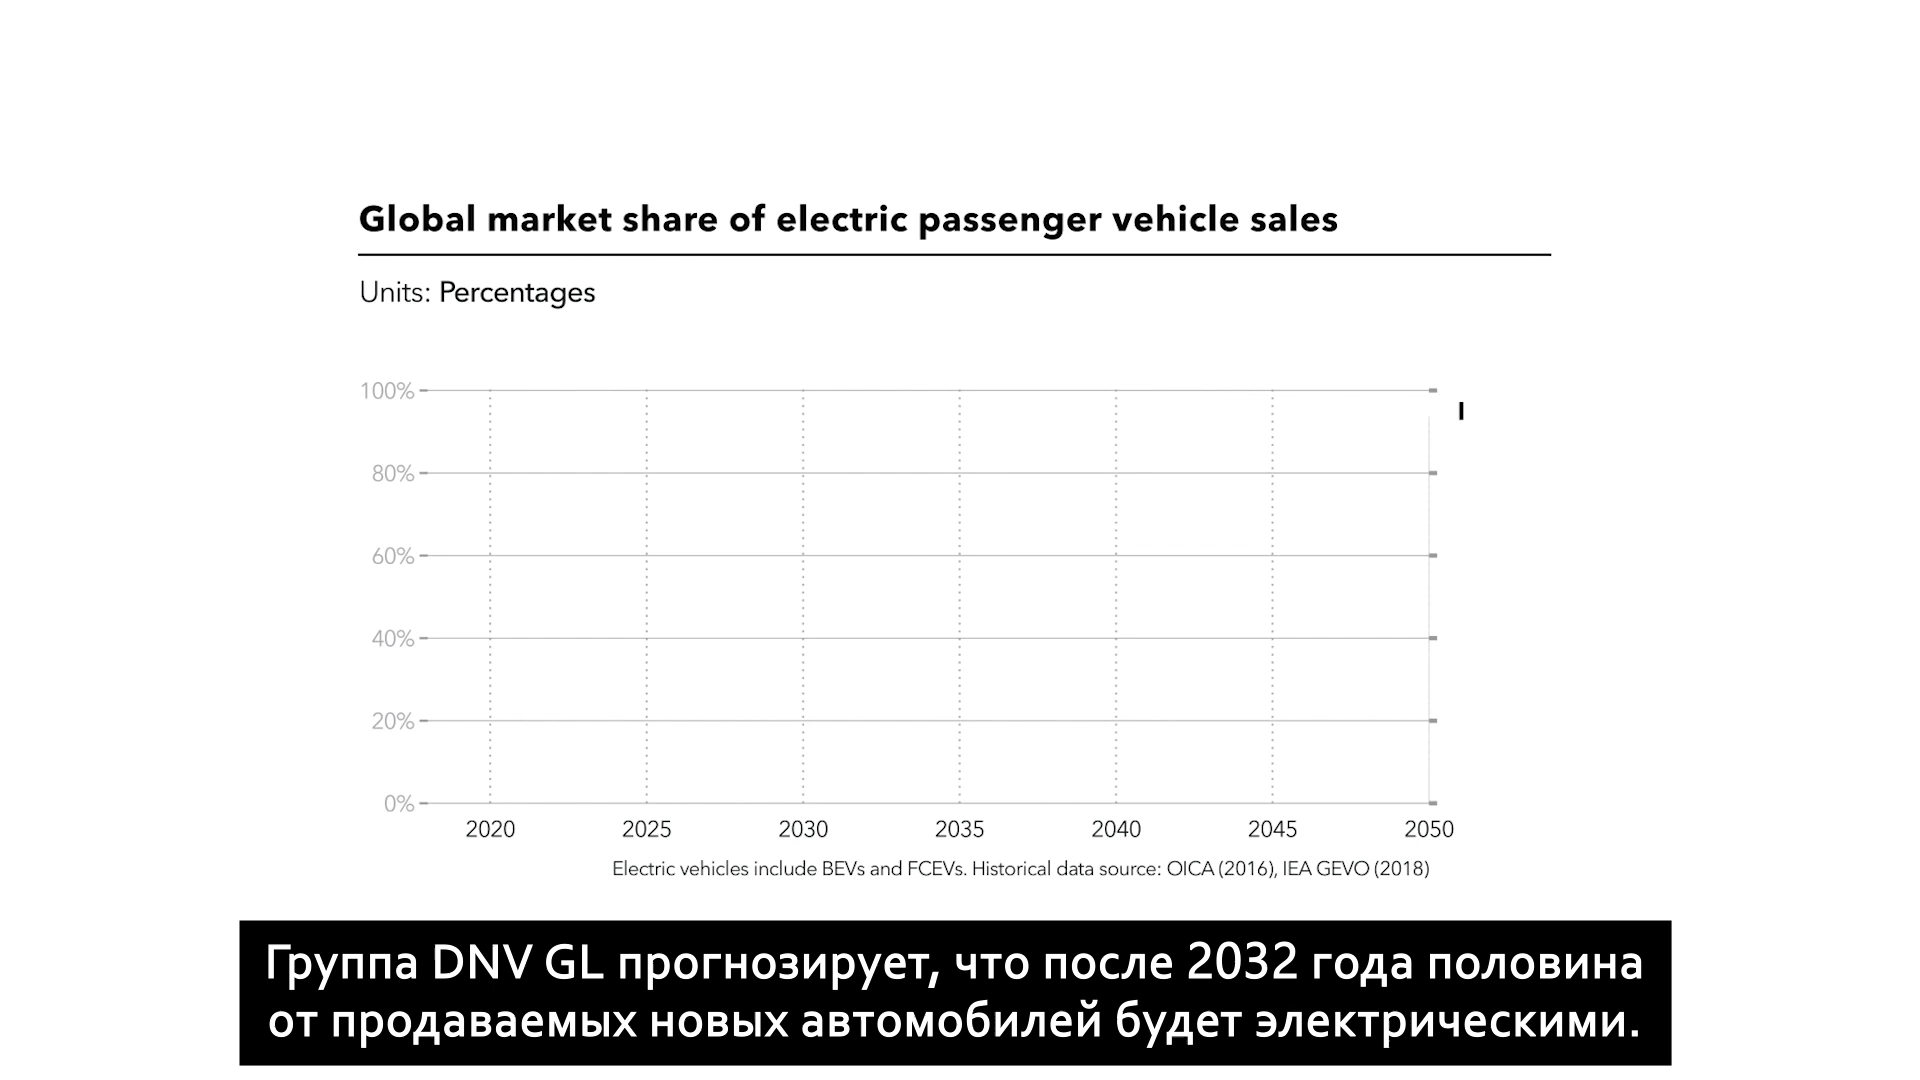 Global market share of electric passenger vehicle sales
Units: Percentages
100%
80%
60%
40%
20%
0%
2020 2025 2030 2035 2040 2045 2050
Electric vehicles include BEVs and FCEVs. Historical data source: OICA (2016), IEA GEVO (2018)
Группа DNV GL прогнозирует, что после 2032 года половина
от продаваемых новых автомобилей будет электрическими.